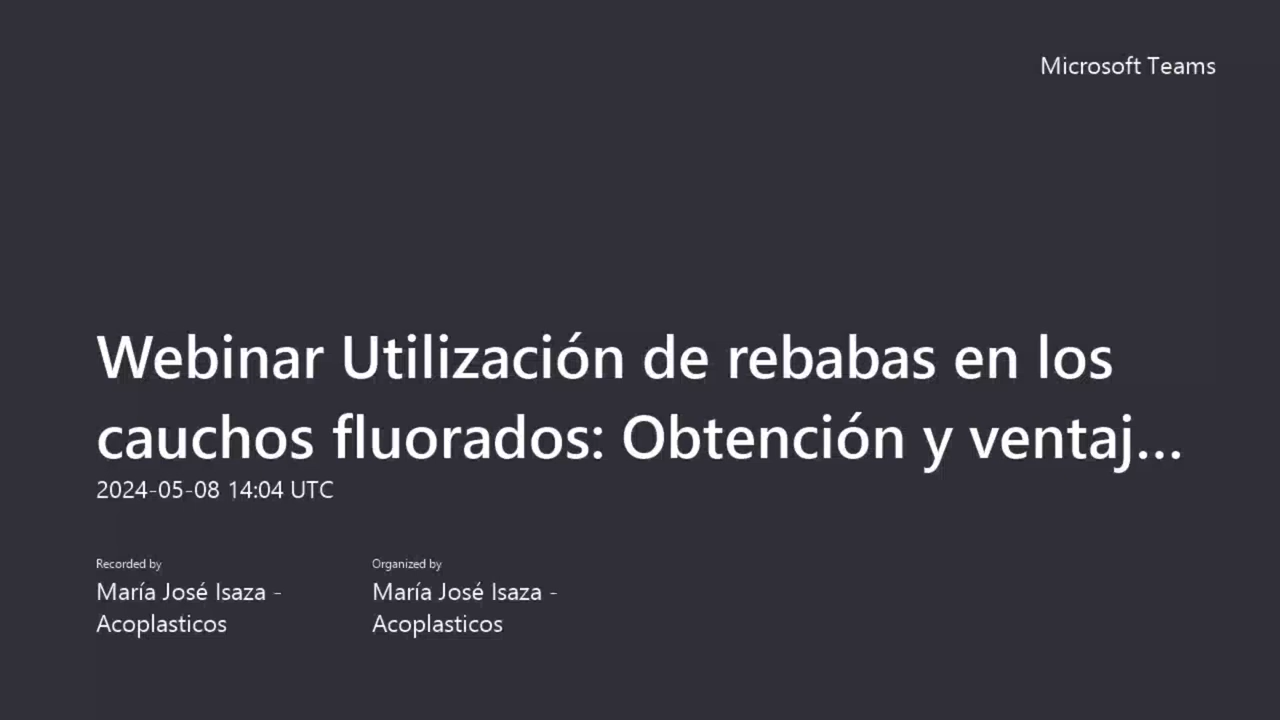 Microsoft Teams
Webinar Utilización de rebabas en los
cauchos fluorados: Obtención y ventaj...
2024-05-08 14:04 UTC
Recorded by
María José Isaza -
Acoplasticos
Organized by
María José Isaza -
Acoplasticos